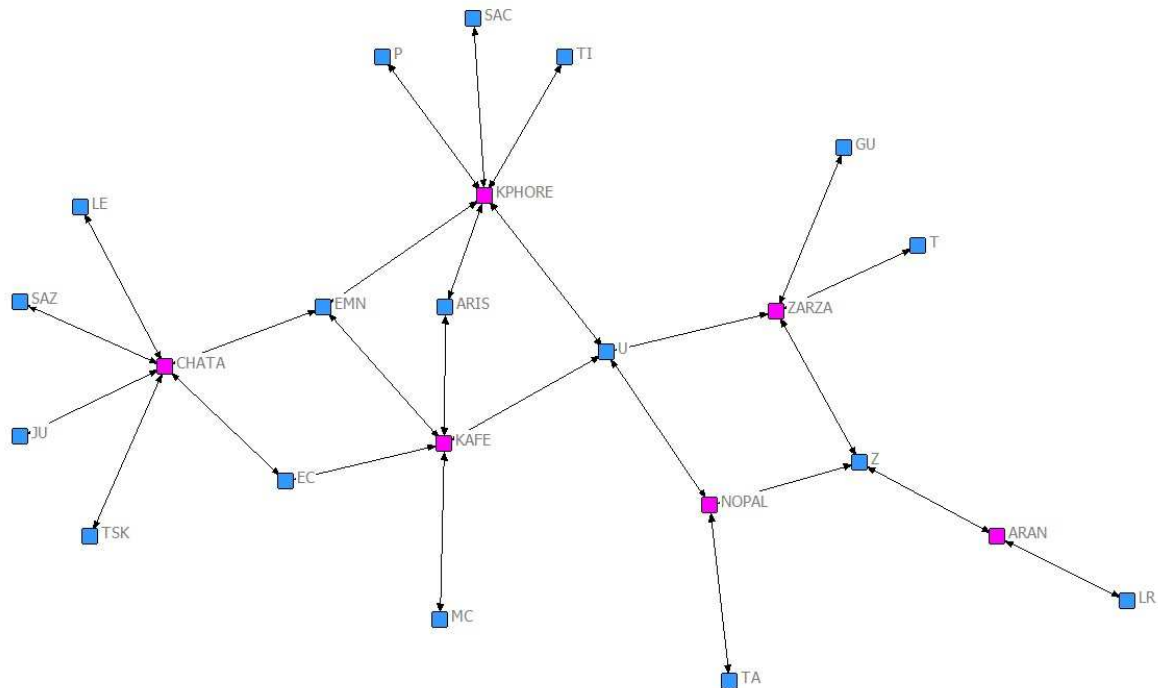 SAC
P
TI
GU
KPHORE
LE
T
SAZ
EMN
ARIS
ZARZA
U
CHATA
JU
KAFE
Z
EC
NOPAL
TSK
ARAN
LR
MC
TA